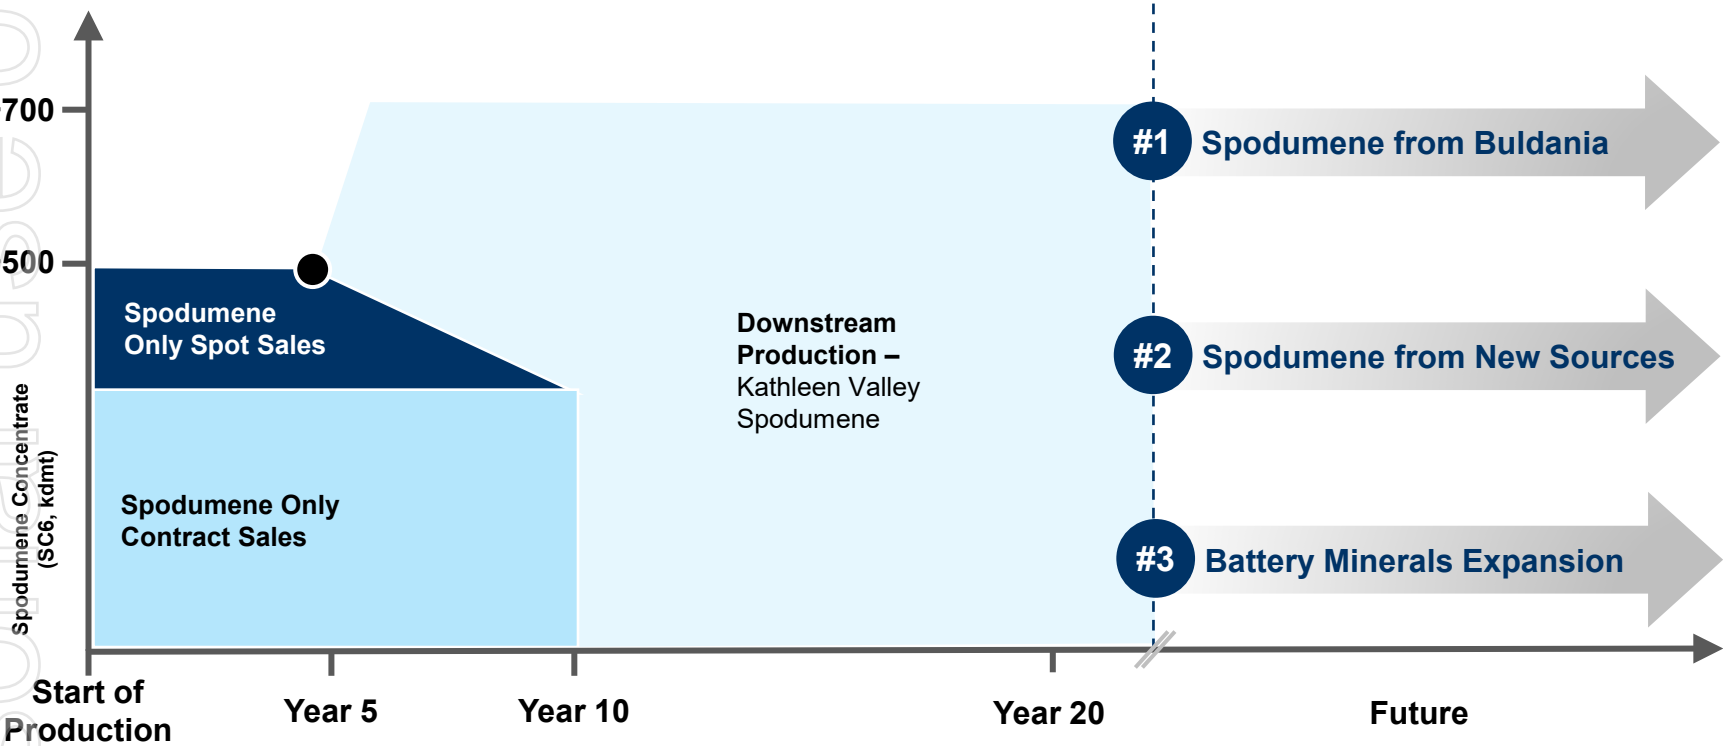 700
500
Spodumene Concentrate
(SC6, kdmt)
Spodumene
Only Spot Sales
Spodumene Only
Contract Sales
Downstream
Production –
Kathleen Valley
Spodumene
#1 Spodumene from Buldania
#2 Spodumene from New Sources
#3 Battery Minerals Expansion
Start of
Production
Year 5
Year 10
Year 20
Future